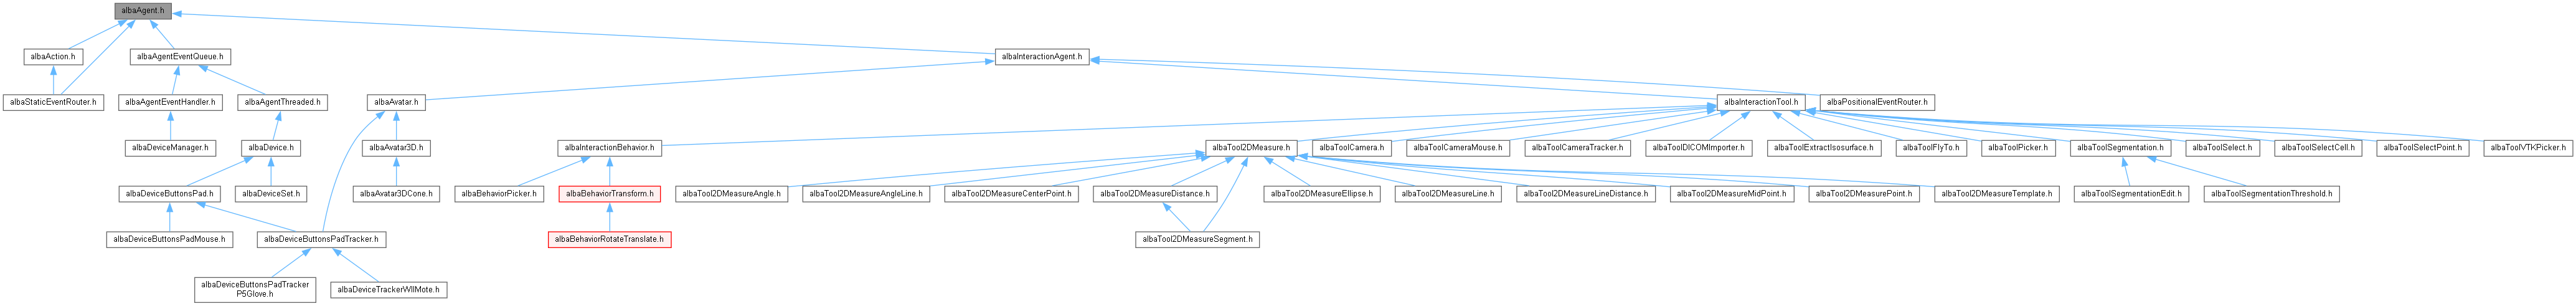 albaAgent.h
albaAction.h
albaAgentEventQueue.h
albaInteractionAgent.h
albaStaticEventRouter.h
albaAgentEventHandler.h
albaAgentThreaded.h
albaAvatar.h
albaInteractionTool.h
albaPositionalEventRouter.h
albaDeviceManager.h
albaDevice.h
albaAvatar3D.h
albaInteractionBehavior.h
albaTool2DMeasure.h
albaToolCamera.h
albaToolCameraMouse.h
albaToolCameraTracker.h
albaToolDICOMImporter.h
albaToolExtractIsosurface.h
albaToolFlyTo.h
albaToolPicker.h
albaToolSegmentation.h
albaToolSelect.h
albaToolSelectCell.h
albaToolSelectPoint.h
albaToolVTKPicker.h
albaDeviceButtonsPad.h
albaDeviceSet.h
albaAvatar3DCone.h
albaBehaviorPicker.h
albaBehaviorTransform.h
albaTool2DMeasureAngle.h
albaTool2DMeasureAngleLine.h
albaTool2DMeasureCenterPoint.h
albaTool2DMeasureDistance.h
albaTool2DMeasureEllipse.h
albaTool2DMeasureLine.h
albaTool2DMeasureLineDistance.h
albaTool2DMeasureMidPoint.h
albaTool2DMeasurePoint.h
albaTool2DMeasureTemplate.h
albaToolSegmentationEdit.h
albaToolSegmentationThreshold.h
albaDeviceButtonsPadMouse.h
albaDeviceButtonsPadTracker.h
albaBehaviorRotateTranslate.h
albaTool2DMeasureSegment.h
albaDeviceButtonsPadTracker
P5Glove.h
albaDeviceTrackerWIIMote.h